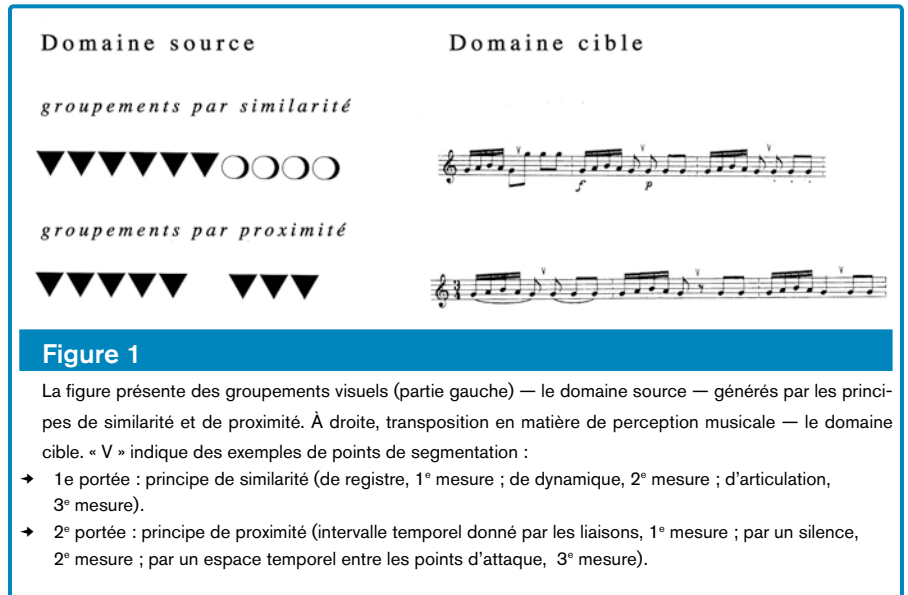 Domaine source
Domaine cible
groupements par similarité
V V V
f p
groupements par proximité
3
4
V V V
Figure 1
La figure présente des groupements visuels (partie gauche) — le domaine source — générés par les princi-
pes de similarité et de proximité. À droite, transposition en matière de perception musicale — le domaine
cible. « V » indique des exemples de points de segmentation :
➔ 1e portée : principe de similarité (de registre, 1e mesure ; de dynamique, 2e mesure ; d'articulation,
3e mesure).
➔ 2e portée : principe de proximité (intervalle temporel donné par les liaisons, 1e mesure ; par un silence,
2e mesure ; par un espace temporel entre les points d'attaque, 3e mesure).